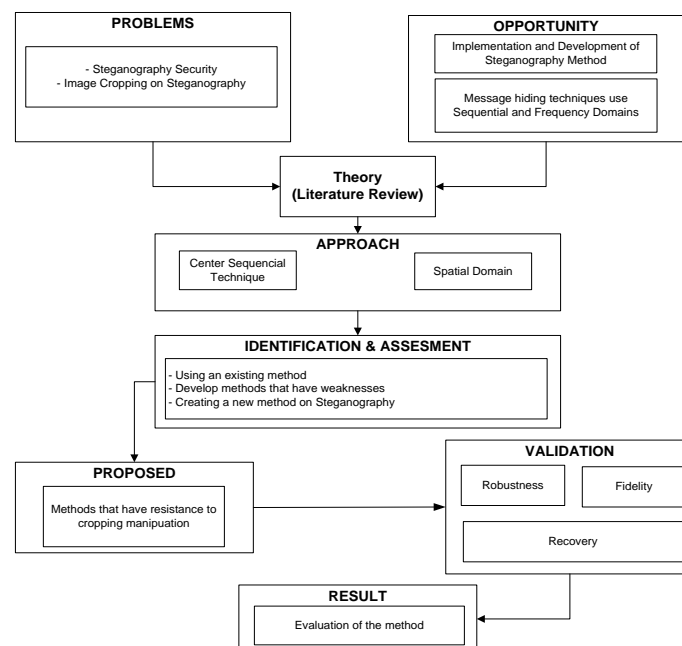 PROBLEMS
- Steganography Security
- Image Cropping on Steganography
OPPORTUNITY
Implementation and Development of
Steganography Method
Message hiding techniques use
Sequential and Frequency Domains
Theory
(Literature Review)
APPROACH
Center Sequencial
Technique
Spatial Domain
IDENTIFICATION & ASSESMENT
- Using an existing method
- Develop methods that have weaknesses
- Creating a new method on Steganography
PROPOSED
Methods that have resistance to
cropping manipuation
VALIDATION
Robustness
Fidelity
Recovery
RESULT
Evaluation of the method